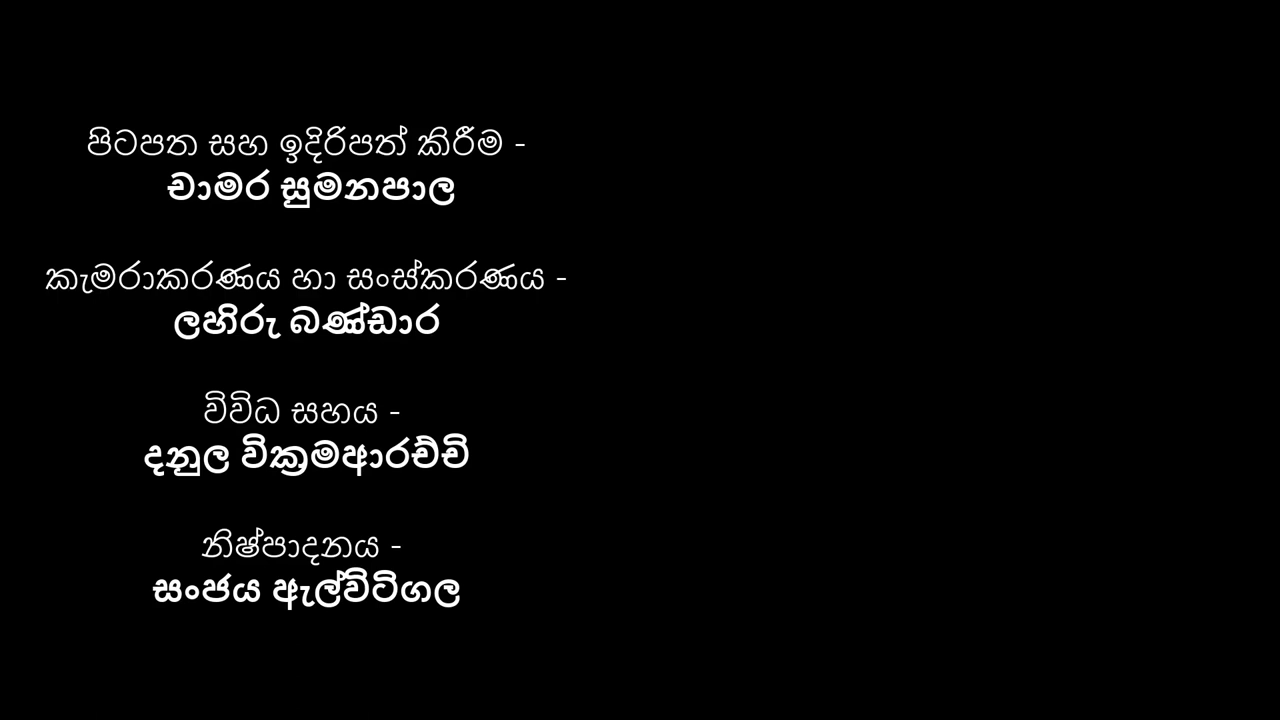 පිටපත සහ ඉදිරිපත් කිරීම -
චාමර සුමනපාල
කැමරාකරණය හා සංස්කරණය -
ලහිරු බණ්ඩාර
විවිධ සහය -
දනුල වික්‍රමආරච්චි
නිෂ්පාදනය -
සංජය ඇල්විටිගල